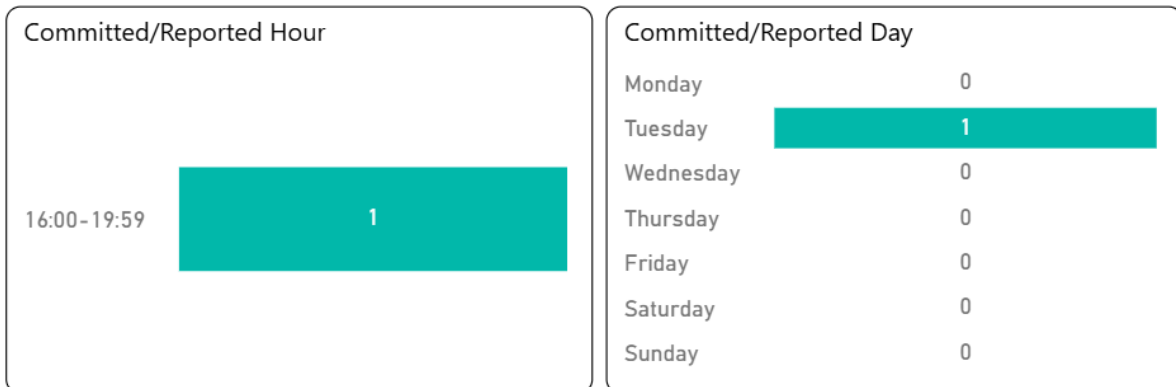 Committed/Reported Hour
16:00-19:59 1
Committed/Reported Day
Monday 0
Tuesday 1
Wednesday 0
Thursday 0
Friday 0
Saturday 0
Sunday 0